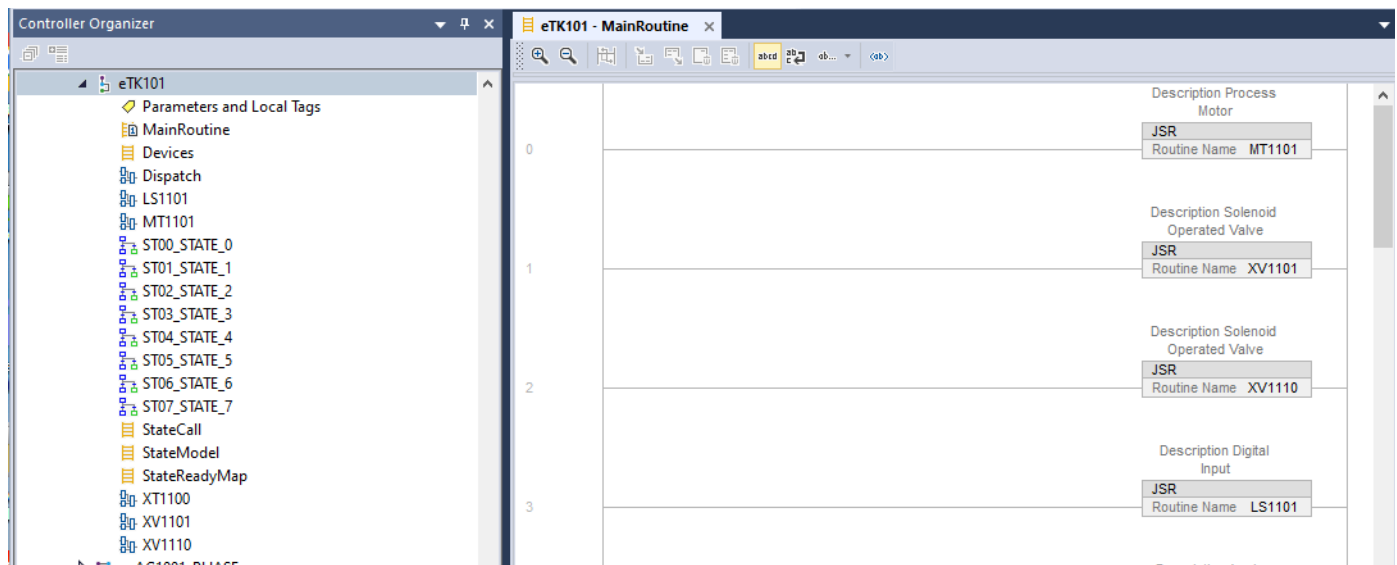 Controller Organizer
eTK101
Parameters and Local Tags
MainRoutine
Devices
Dispatch
LS1101
MT1101
ST00_STATE_0
ST01_STATE_1
ST02_STATE_2
ST03_STATE_3
ST04_STATE_4
ST05_STATE_5
ST06_STATE_6
ST07_STATE_7
StateCall
StateModel
StateReadyMap
XT1100
XV1101
XV1110
eTK101 - MainRoutine
abcd
ab...
<ab>
Description Process
Motor
JSR
0
Routine Name MT1101
Description Solenoid
Operated Valve
JSR
1
Routine Name XV1101
Description Solenoid
Operated Valve
JSR
2
Routine Name XV1110
Description Digital
Input
JSR
3
Routine Name LS1101